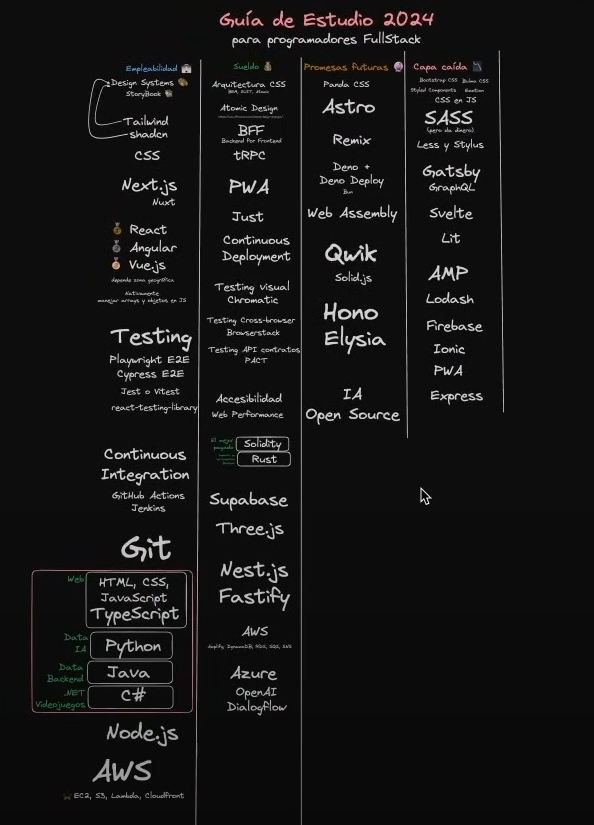 Guía de Estudio 2024
para programadores FullStack
Empleabilidad
Design Systems
StoryBook
Tailwind
shadcn
CSS
Next.js
Nuxt
React
Angular
Vue.js
depende zona geográfica
Nativamente
manejar arrays y objetos en JS
Testing
Playwright E2E
Cypress E2E
Jest o Vitest
react-testing-library
Continuous
Integration
GitHub Actions
Jenkins
Git
Web
HTML, CSS,
JavaScript
TypeScript
Data
IA
Python
Data
Backend
Java
.NET
Videojuegos
C#
Node.js
AWS
EC2, S3, Lambda, Cloudfront
Sueldo
Arquitectura CSS
Atomic Design
BFF
Backend For Frontend
tRPC
PWA
Just
Continuous
Deployment
Testing visual
Chromatic
Testing Cross-browser
Browserstack
Testing API contratos
PACT
Accesibilidad
Web Performance
El mejor
pagado
Solidity
Rust
Supabase
Three.js
Nest.js
Fastify
AWS
Amplify, DynamoDB, RDS, SQS, SNS
Azure
OpenAI
Dialogflow
Promesas futuras
Panda CSS
Astro
Remix
Deno +
Deno Deploy
Bun
Web Assembly
Qwik
Solid.js
Hono
Elysia
IA
Open Source
Capa caída
Bootstrap CSS Bulma CSS
Styled Components Emotion
CSS en JS
SASS
(pero da dinero)
Less y Stylus
Gatsby
GraphQL
Svelte
Lit
AMP
Lodash
Firebase
Ionic
PWA
Express